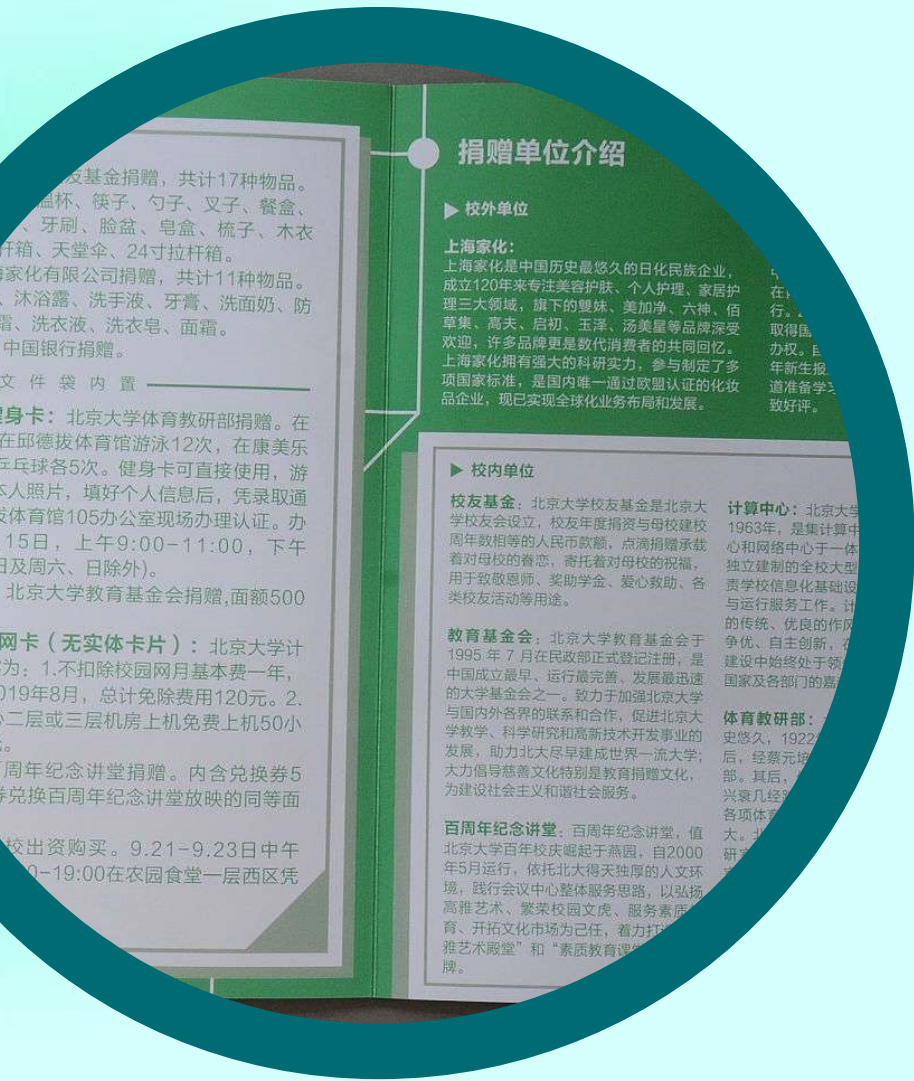 友基金捐赠，共计17种物品。
温杯、筷子、勺子、叉子、餐盒、
、牙刷、脸盆、皂盒、梳子、木衣
杆箱、天堂伞、24寸拉杆箱。
家化有限公司捐赠，共计11种物品。
、沐浴露、洗手液、牙膏、洗面奶、防
霜、洗衣液、洗衣皂、面霜。
中国银行捐赠。
文件袋内置
身卡：北京大学体育教研部捐赠。在
在邱德拔体育馆游泳12次，在康美乐
乒乓球各5次。健身卡可直接使用，游
本人照片，填好个人信息后，凭录取通
拔体育馆105办公室现场办理认证。办
15日，上午9:00-11:00，下午
日及周六、日除外）。
北京大学教育基金会捐赠,面额500
网卡（无实体卡片）：北京大学计
为：1.不扣除校园网月基本费一年，
019年8月，总计免除费用120元。2.
心二层或三层机房上机免费上机50小
。
周年纪念讲堂捐赠。内含兑换券5
券兑换百周年纪念讲堂放映的同等面
校出资购买。9.21-9.23日中午
0-19:00在农园食堂一层西区凭
捐赠单位介绍
▶ 校外单位
上海家化：
上海家化是中国历史最悠久的日化民族企业，
成立120年来专注美容护肤、个人护理、家居护
理三大领域，旗下的雙妹、美加净、六神、佰
草集、高夫、启初、玉泽、汤美星等品牌深受
欢迎，许多品牌更是数代消费者的共同回忆。
上海家化拥有强大的科研实力，参与制定了多
项国家标准，是国内唯一通过欧盟认证的化妆
品企业，现已实现全球化业务布局和发展。
在
行。
取得国
办权。
年新生报
道准备学
致好评。
▶ 校内单位
校友基金：北京大学校友基金是北京大
学校友会设立，校友年度捐资与母校建校
周年数相等的人民币款额，点滴捐赠承载
着对母校的眷恋，寄托着对母校的祝福，
用于致敬恩师、奖助学金、爱心救助、各
类校友活动等用途。
教育基金会：北京大学教育基金会于
1995 年 7 月在民政部正式登记注册，是
中国成立最早、运行最完善、发展最迅速
的大学基金会之一。致力于加强北京大学
与国内外各界的联系和合作，促进北京大
学教学、科学研究和高新技术开发事业的
发展，助力北大尽早建成世界一流大学；
大力倡导慈善文化特别是教育捐赠文化，
为建设社会主义和谐社会服务。
百周年纪念讲堂：百周年纪念讲堂，值
北京大学百年校庆崛起于燕园，自2000
年5月运行，依托北大得天独厚的人文环
境，践行会议中心整体服务思路，以弘扬
高雅艺术、繁荣校园文虎、服务素质
育、开拓文化市场为己任，着力打
雅艺术殿堂”和“素质教育课
牌。
计算中心：北京大学
1963年，是集计算中
心和网络中心于一体
独立建制的全校大型
责学校信息化基础设
与运行服务工作。计
的传统、优良的作风
争优、自主创新，在
建设中始终处于领
国家及各部门的嘉
体育教研部：
史悠久，1922
后，经蔡元培
部。其后，
兴衰几经
各项体育
大。北
研